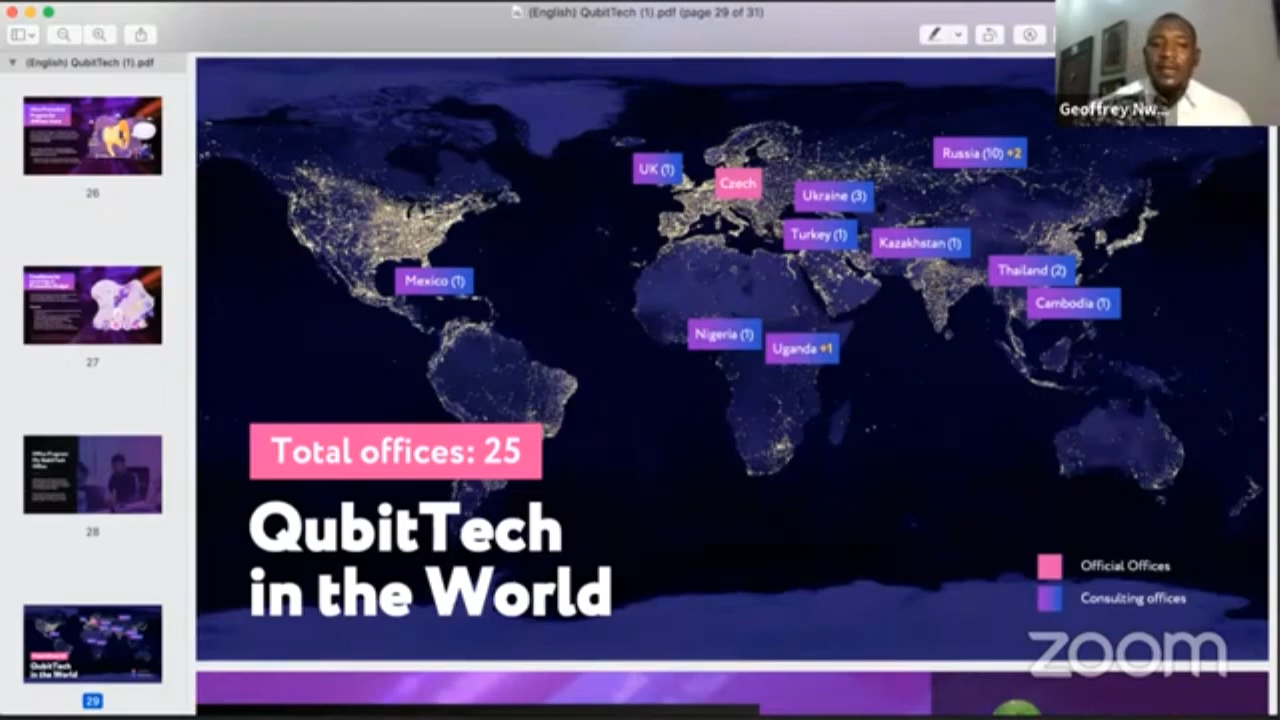 (English) QubitTech (1).pdf (page 29 of 31)
(English) QubitTech (1).pdf
26
27
28
QubitTech
in the World
29
Geoffrey Nw...
UK (1)
Czech
Russia (10) +2
Ukraine (3)
Turkey (1)
Kazakhstan (1)
Mexico (1)
Thailand (2)
Cambodia (1)
Nigeria (1)
Uganda +1
Total offices: 25
QubitTech
in the World
Official Offices
Consulting offices
zoom